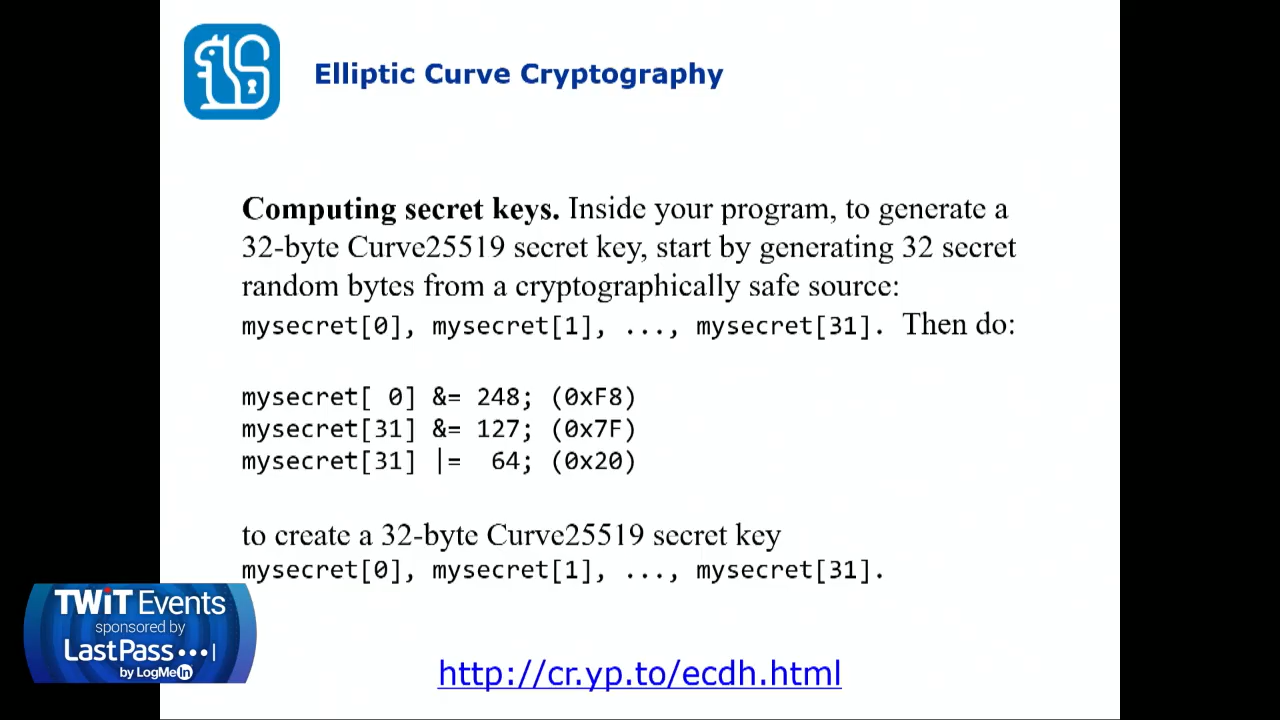 Elliptic Curve Cryptography
Computing secret keys. Inside your program, to generate a
32-byte Curve25519 secret key, start by generating 32 secret
random bytes from a cryptographically safe source:
mysecret[0], mysecret[1], ..., mysecret[31]. Then do:
mysecret[ 0] &= 248; (0xF8)
mysecret[31] &= 127; (0x7F)
mysecret[31] |=  64; (0x20)
to create a 32-byte Curve25519 secret key
mysecret[0], mysecret[1], ..., mysecret[31].
TWiT Events
sponsored by
LastPass •••|
by LogMeIn
http://cr.yp.to/ecdh.html